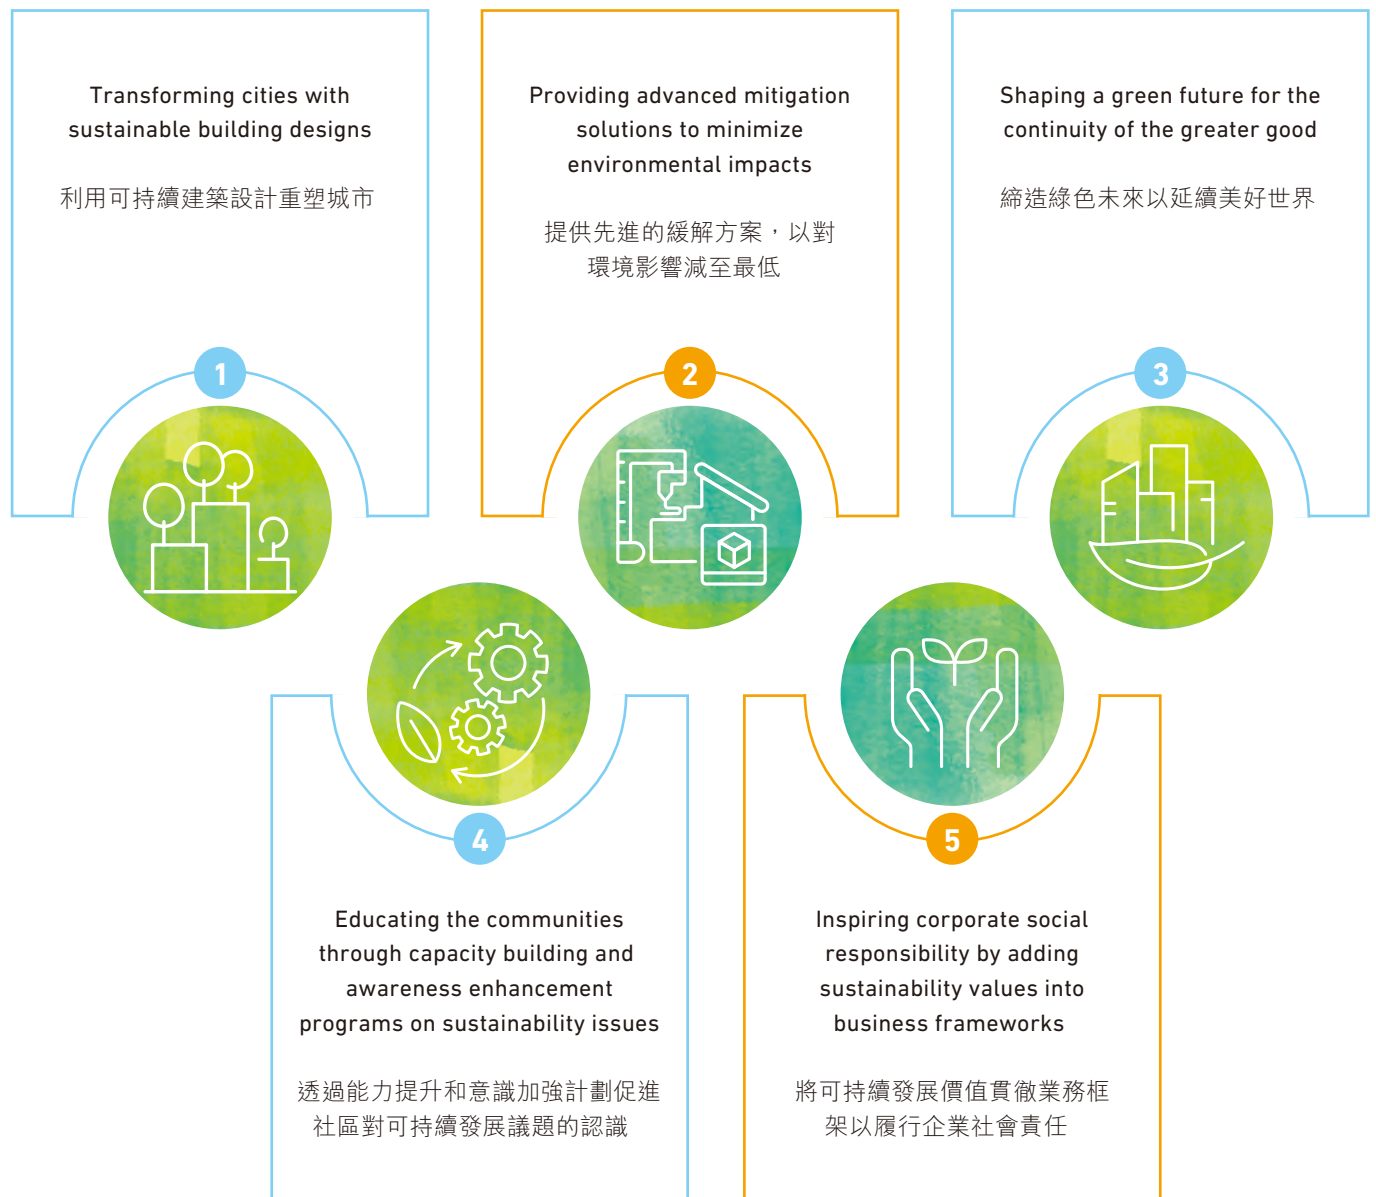 Transforming cities with
sustainable building designs
利用可持續建築設計重塑城市
1
Providing advanced mitigation
solutions to minimize
environmental impacts
提供先進的緩解方案，以對
環境影響減至最低
2
Shaping a green future for the
continuity of the greater good
締造綠色未來以延續美好世界
3
4
Educating the communities
through capacity building and
awareness enhancement
programs on sustainability issues
透過能力提升和意識加強計劃促進
社區對可持續發展議題的認識
5
Inspiring corporate social
responsibility by adding
sustainability values into
business frameworks
將可持續發展價值貫徹業務框
架以履行企業社會責任